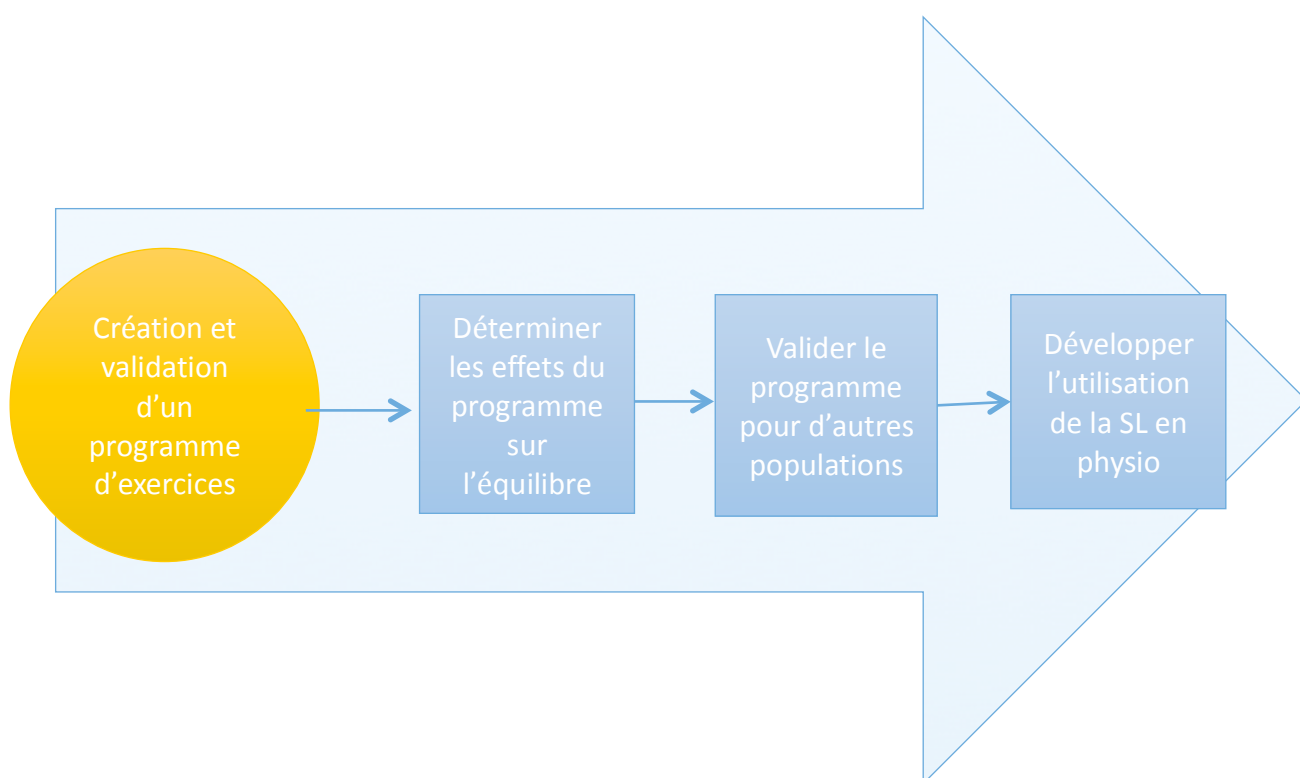 Création et
validation
d'un
programme
d'exercices
Déterminer
les effets du
programme
sur
l'équilibre
Valider le
programme
pour d'autres
populations
Développer
l'utilisation
de la SL en
physio